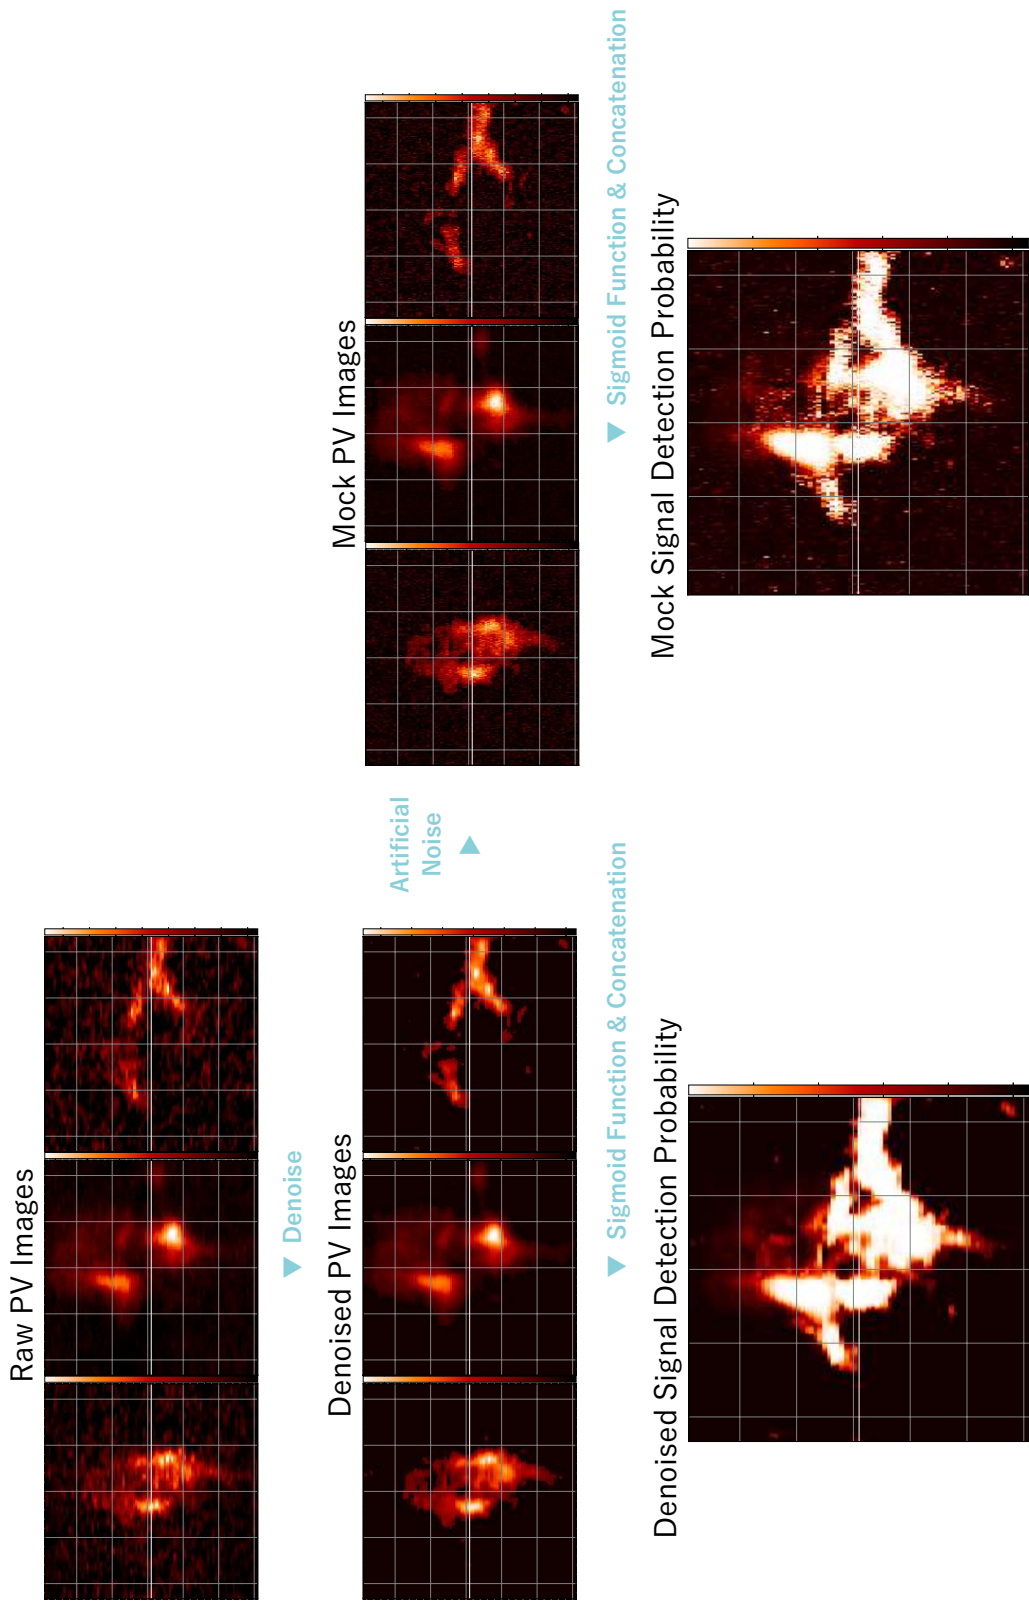 Raw PV Images
▼ Denoise
Denoised PV Images
Artificial
Noise
▶
Mock PV Images
▼ Sigmoid Function & Concatenation
▼ Sigmoid Function & Concatenation
Denoised Signal Detection Probability
Mock Signal Detection Probability